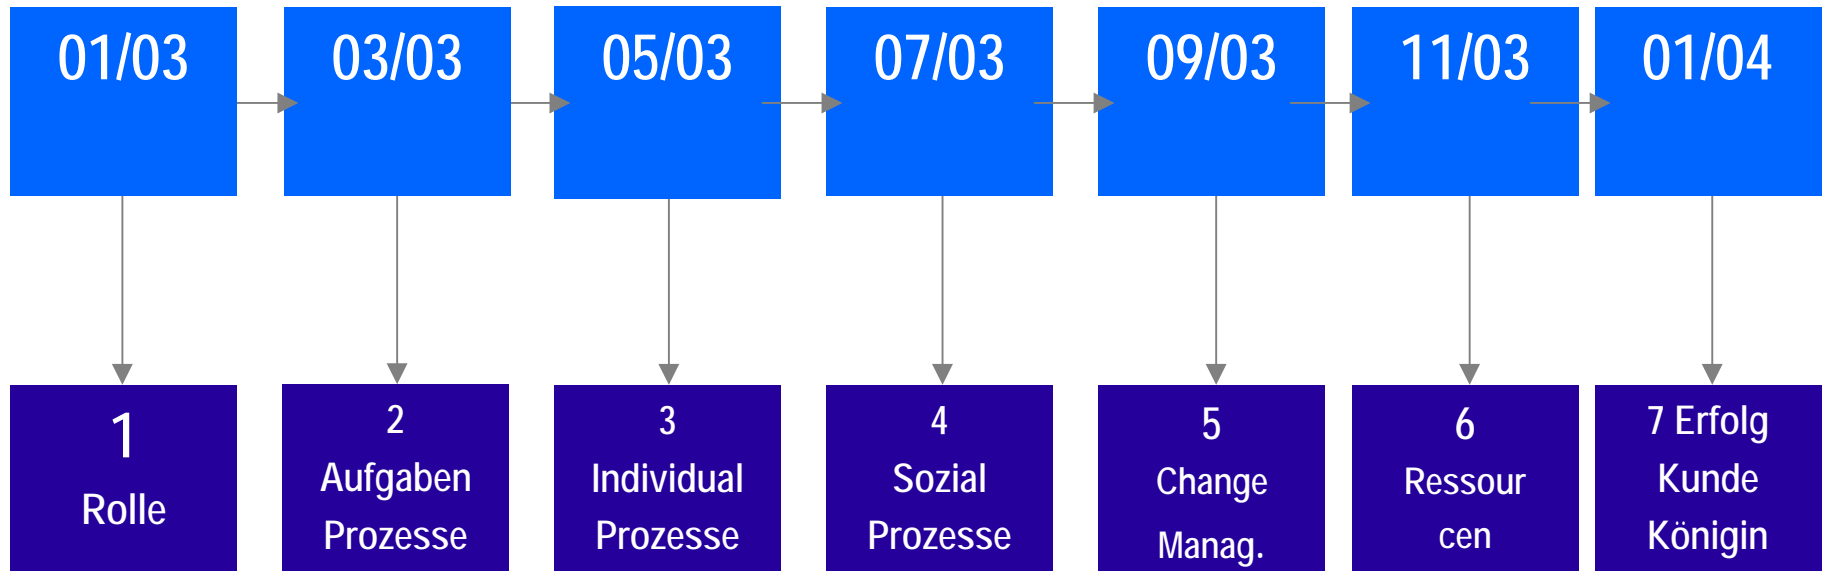 01/03
03/03
05/03
07/03
09/03
11/03
01/04
1
Rolle
2
Aufgaben
Prozesse
3
Individual
Prozesse
4
Sozial
Prozesse
5
Change
Manag.
6
Ressour
cen
7 Erfolg
Kunde
Königin